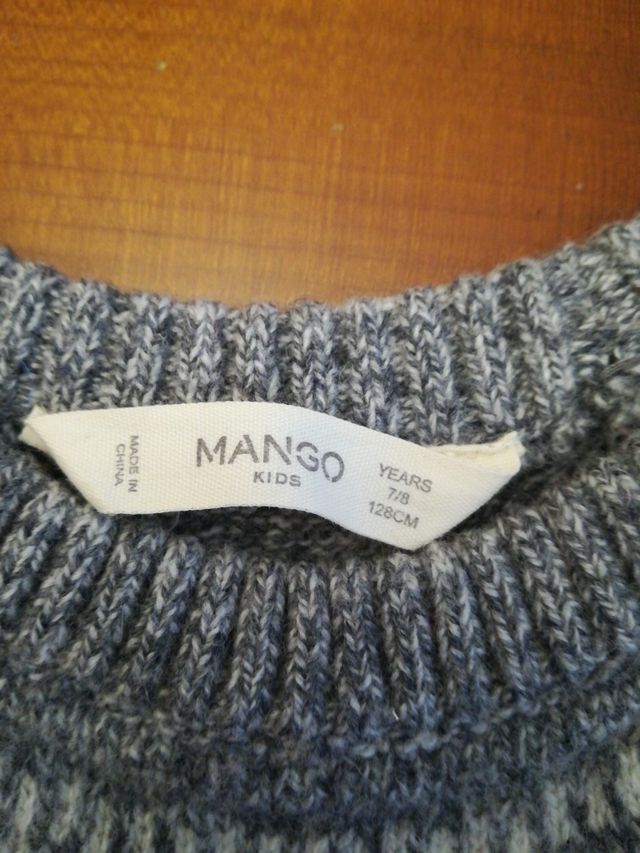 MADE IN
CHINA
MANGO
KIDS
YEARS
7/8
128CM